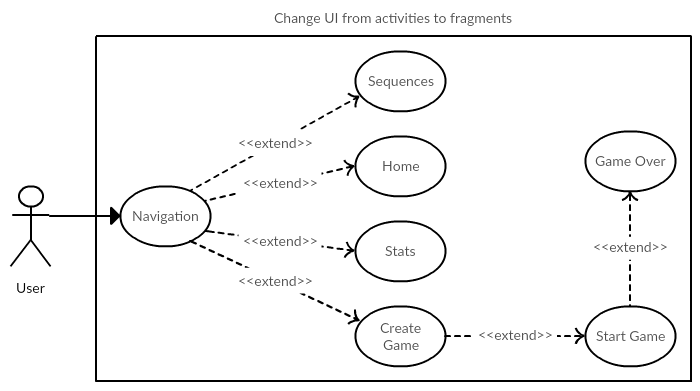 Change UI from activities to fragments
Sequences
<<extend>>
Home
Game Over
<<extend>>
Navigation
<<extend>>
<<extend>>
Stats
<<extend>>
User
Create
Game
<<extend>>
Start Game